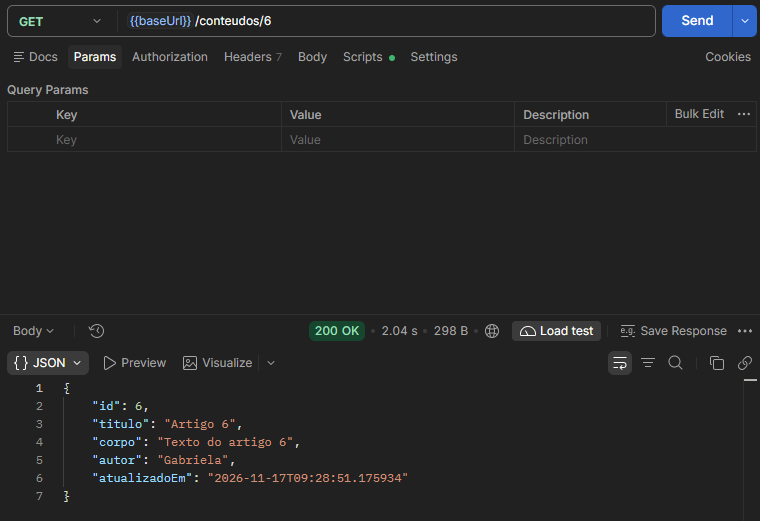 GET {{baseUrl}} /conteudos/6 Send
Docs Params Authorization Headers 7 Body Scripts Settings Cookies
Query Params
Key Value Description Bulk Edit
Key Value Description
Body 200 OK 2.04 s 298 B Load test e.g. Save Response
{} JSON Preview Visualize
1 {
2 "id": 6,
3 "titulo": "Artigo 6",
4 "corpo": "Texto do artigo 6",
5 "autor": "Gabriela",
6 "atualizadoEm": "2026-11-17T09:28:51.175934"
7 }